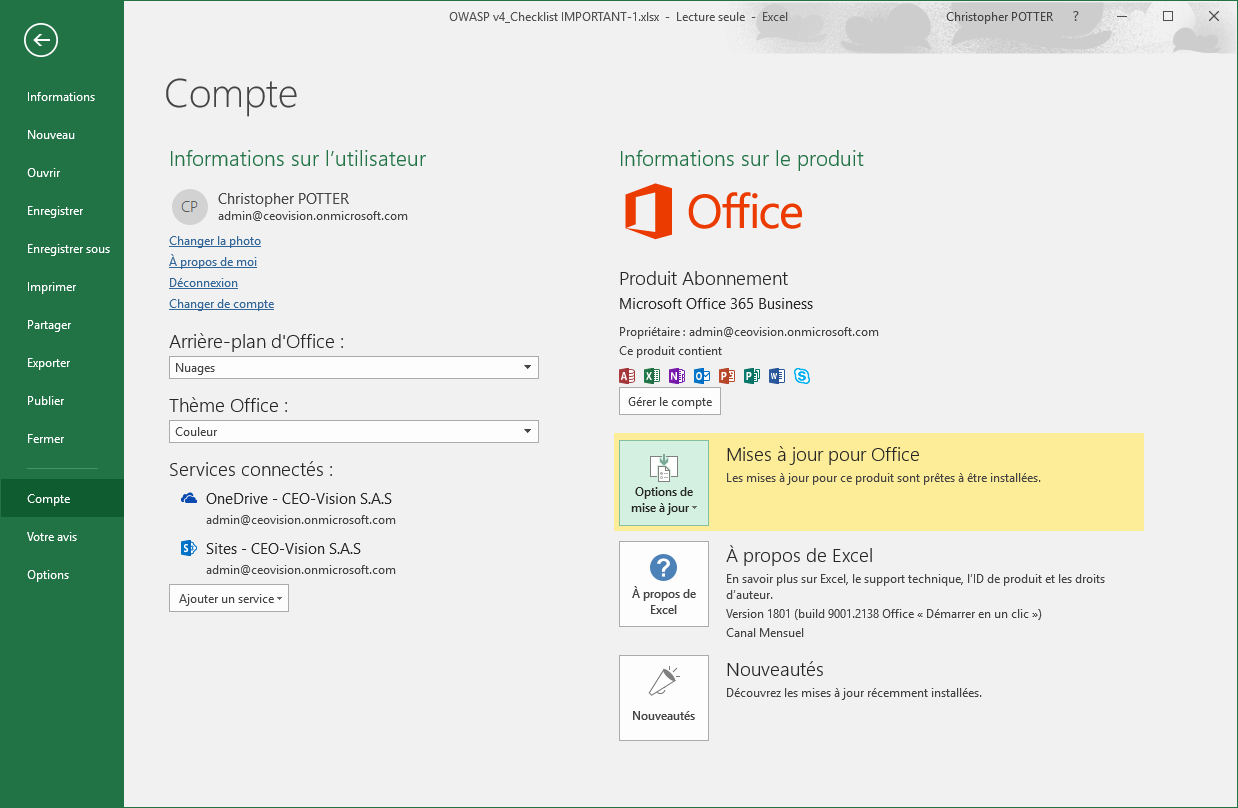 OWASP v4_Checklist IMPORTANT-1.xlsx - Lecture seule - Excel
Christopher POTTER ?
Informations
Nouveau
Ouvrir
Enregistrer
Enregistrer sous
Imprimer
Partager
Exporter
Publier
Fermer
Compte
Votre avis
Options
Compte
Informations sur l’utilisateur
CP
Christopher POTTER
admin@ceovision.onmicrosoft.com
Changer la photo
À propos de moi
Déconnexion
Changer de compte
Arrière-plan d'Office :
Nuages
Thème Office :
Couleur
Services connectés :
OneDrive - CEO-Vision S.A.S
admin@ceovision.onmicrosoft.com
Sites - CEO-Vision S.A.S
admin@ceovision.onmicrosoft.com
Ajouter un service
Informations sur le produit
Office
Produit Abonnement
Microsoft Office 365 Business
Propriétaire : admin@ceovision.onmicrosoft.com
Ce produit contient
Gérer le compte
Options de
mise à jour
Mises à jour pour Office
Les mises à jour pour ce produit sont prêtes à être installées.
À propos de
Excel
À propos de Excel
En savoir plus sur Excel, le support technique, l’ID de produit et les droits
d’auteur.
Version 1801 (build 9001.2138 Office « Démarrer en un clic »)
Canal Mensuel
Nouveautés
Nouveautés
Découvrez les mises à jour récemment installées.